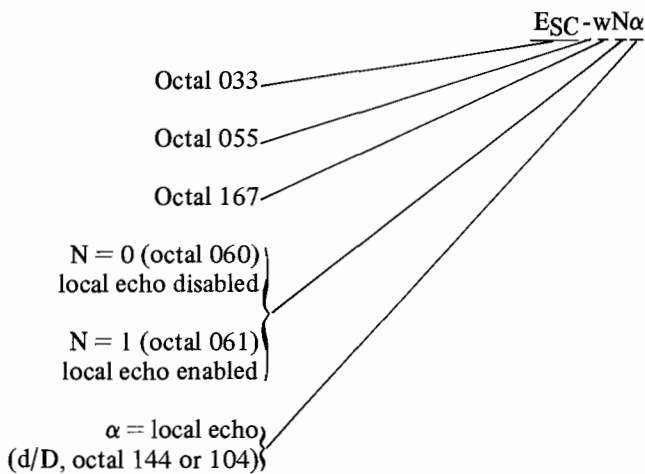 ESC-wNα
Octal 033
Octal 055
Octal 167
N = 0 (octal 060)
local echo disabled
N = 1 (octal 061)
local echo enabled
α = local echo
(d/D, octal 144 or 104)